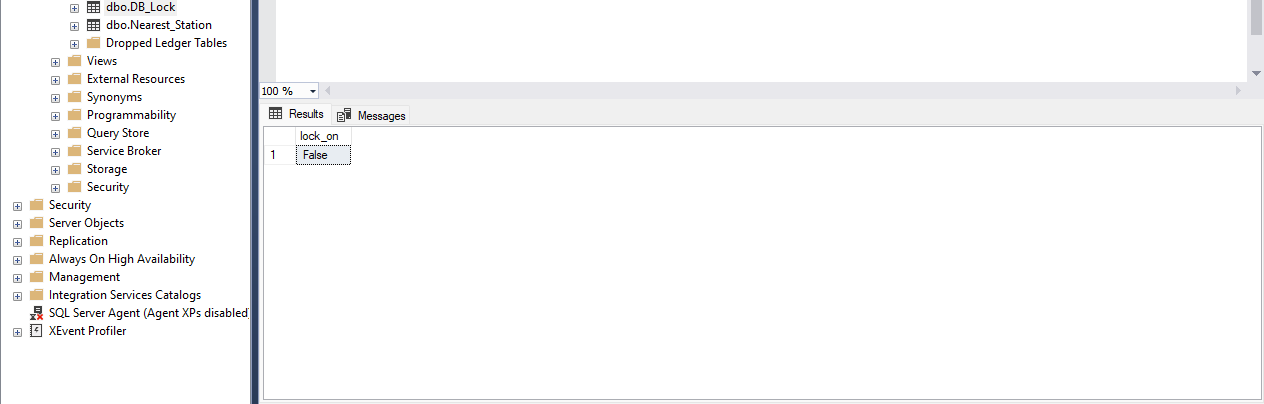 dbo.DB_Lock
dbo.Nearest_Station
Dropped Ledger Tables
Views
External Resources
Synonyms
Programmability
Query Store
Service Broker
Storage
Security
Security
Server Objects
Replication
Always On High Availability
Management
Integration Services Catalogs
SQL Server Agent (Agent XPs disabled)
XEvent Profiler
100 %
Results
Messages
lock_on
1 False